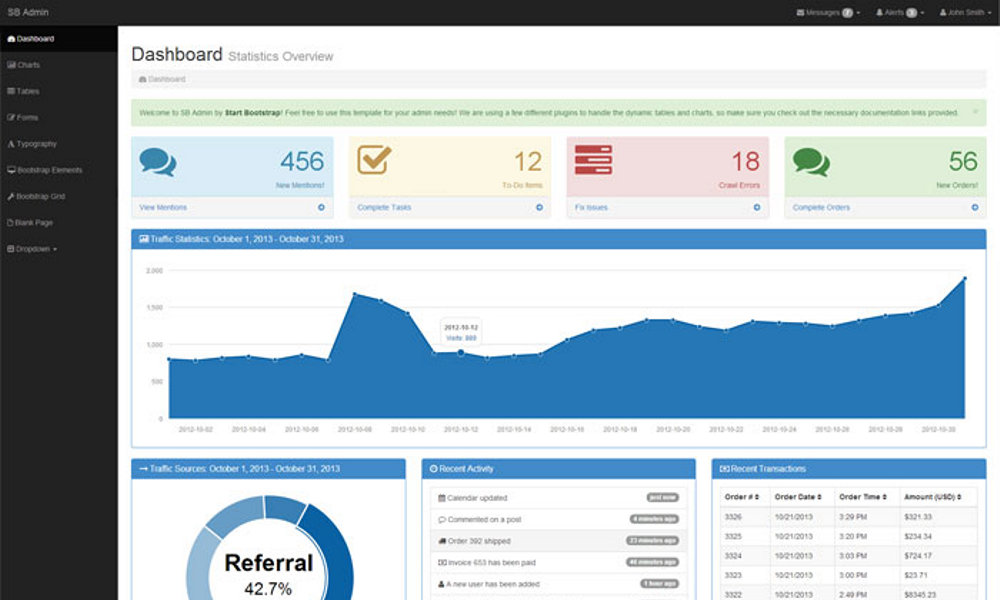 SB Admin
Messages 7
Alerts 3
John Smith
Dashboard
Charts
Tables
Forms
Typography
Bootstrap Elements
Bootstrap Grid
Blank Page
Dropdown
Dashboard Statistics Overview
Dashboard
Welcome to SB Admin by Start Bootstrap! Feel free to use this template for your admin needs! We are using a few different plugins to handle the dynamic tables and charts, so make sure you check out the necessary documentation links provided. ×
456
New Mentions!
View Mentions
12
To-Do Items
Complete Tasks
18
Crawl Errors
Fix Issues
56
New Orders!
Complete Orders
Traffic Statistics: October 1, 2013 - October 31, 2013
2,000
1,500
1,000
500
0
2012-10-12
Visits: 889
2012-10-02 2012-10-04 2012-10-06 2012-10-08 2012-10-10 2012-10-12 2012-10-14 2012-10-16 2012-10-18 2012-10-20 2012-10-22 2012-10-24 2012-10-26 2012-10-28 2012-10-30
Traffic Sources: October 1, 2013 - October 31, 2013
Referral
42.7%
Recent Activity
Calendar updated just now
Commented on a post 4 minutes ago
Order 392 shipped 23 minutes ago
Invoice 653 has been paid 46 minutes ago
A new user has been added 1 hour ago
Recent Transactions
Order # Order Date Order Time Amount (USD)
3326 10/21/2013 3:29 PM $321.33
3325 10/21/2013 3:20 PM $234.34
3324 10/21/2013 3:03 PM $724.17
3323 10/21/2013 3:00 PM $23.71
3322 10/21/2013 2:49 PM $8345.23